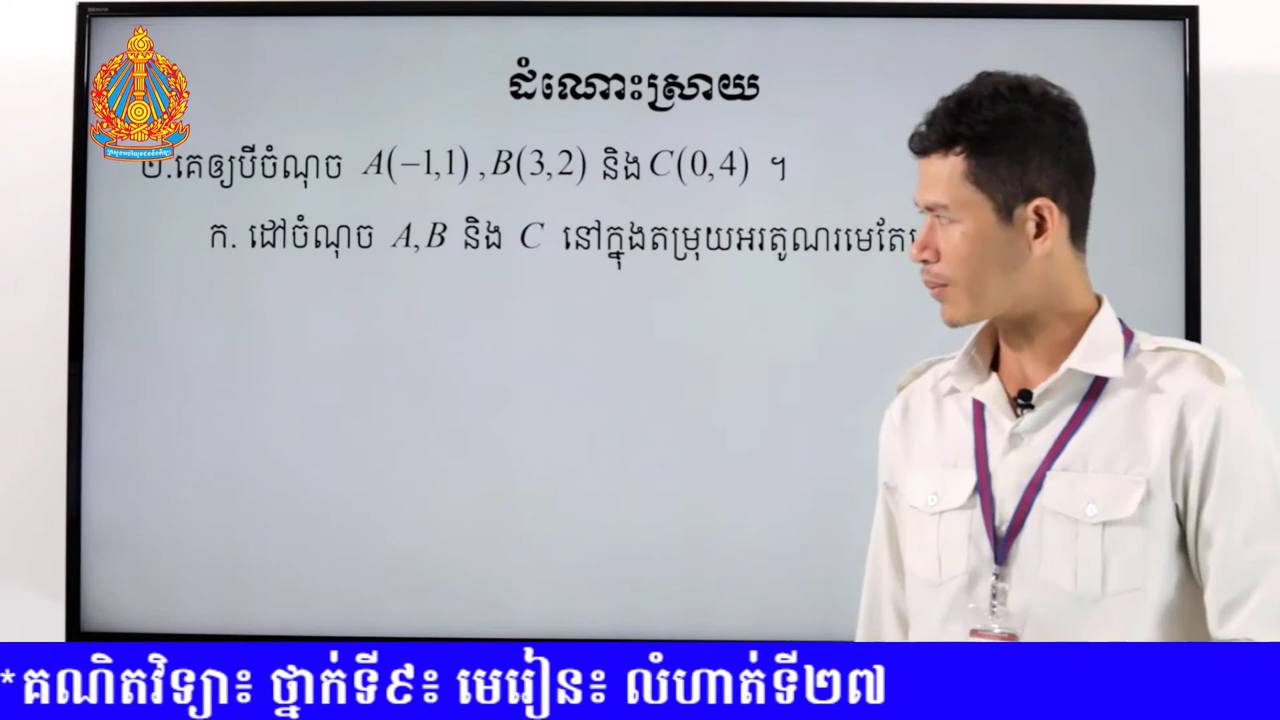 ដំណោះស្រាយ
២.គេឲ្យបីចំណុច A(−1,1) ,B(3,2) និង C(0,4) ។
ក. ដៅចំណុច A,B និង C នៅក្នុងតម្រុយអរតូណរមេតែ
*គណិតវិទ្យា៖ ថ្នាក់ទី៩៖ មេរៀន៖ លំហាត់ទី២៧